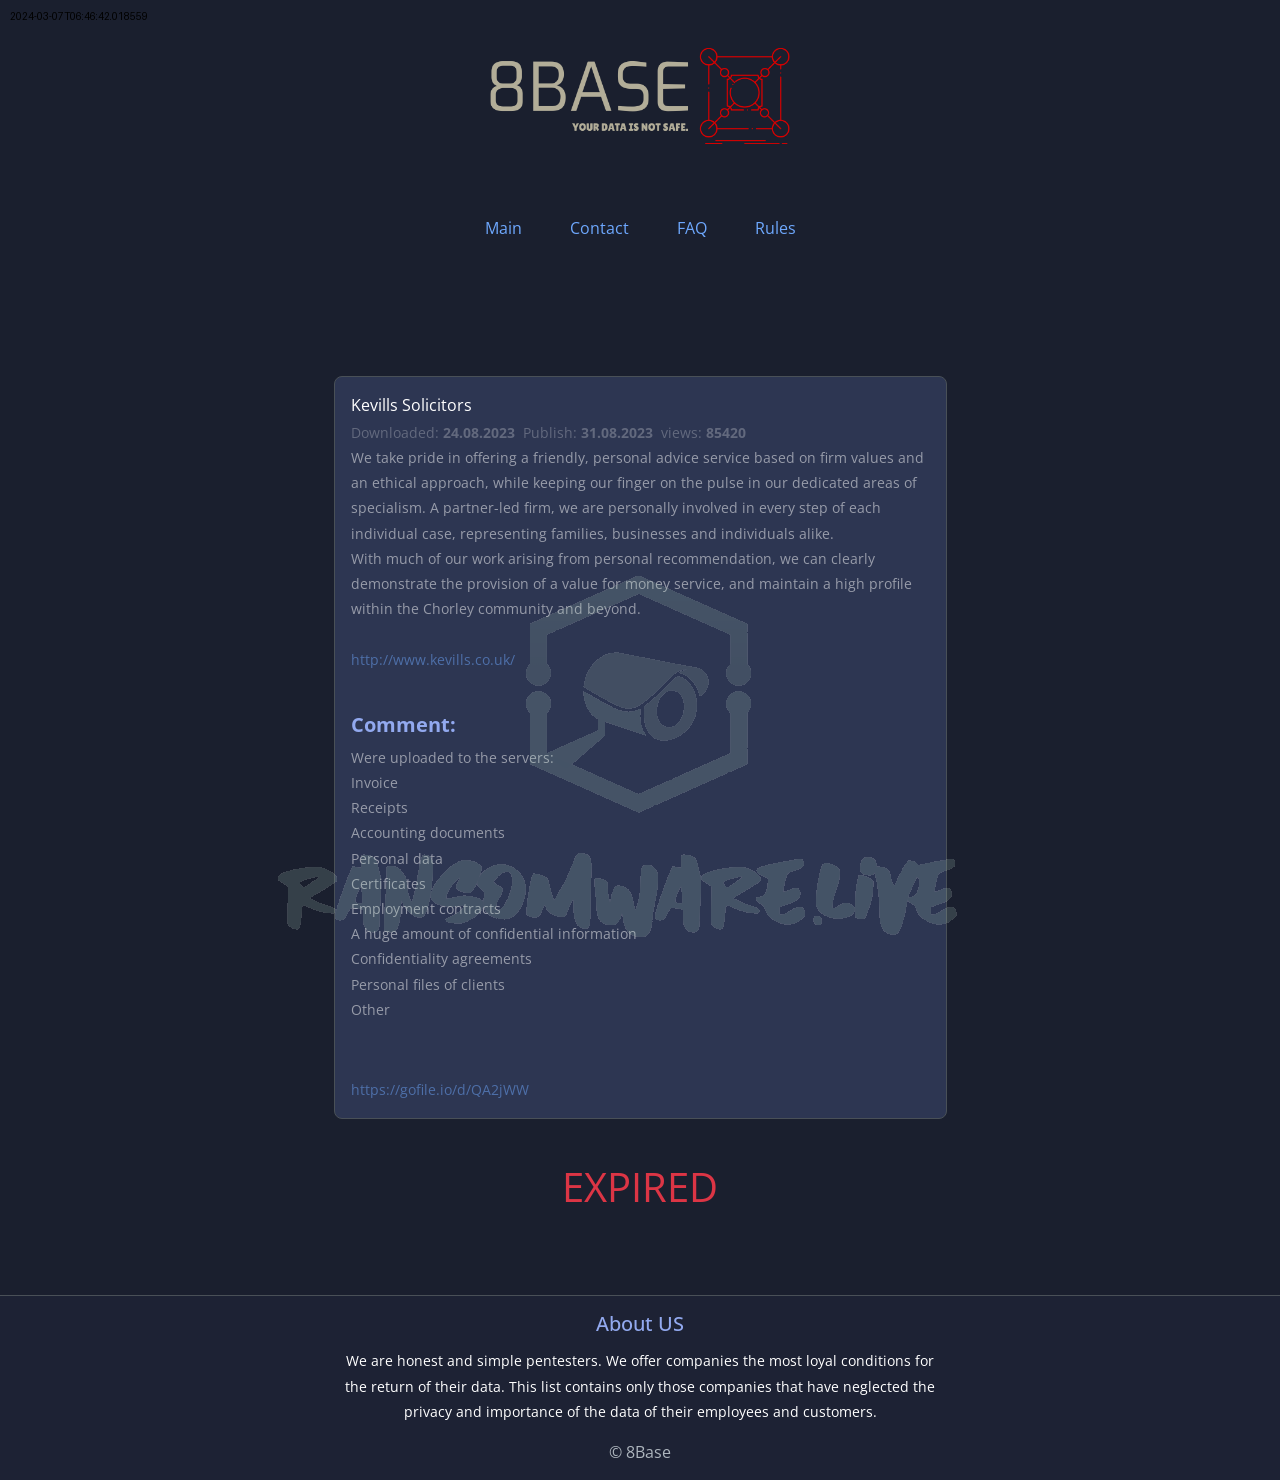 2024-03-07T06:46:42.018559
8BASE
YOUR DATA IS NOT SAFE.
Main Contact FAQ Rules
Kevills Solicitors
Downloaded: 24.08.2023 Publish: 31.08.2023 views: 85420
We take pride in offering a friendly, personal advice service based on firm values and
an ethical approach, while keeping our finger on the pulse in our dedicated areas of
specialism. A partner-led firm, we are personally involved in every step of each
individual case, representing families, businesses and individuals alike.
With much of our work arising from personal recommendation, we can clearly
demonstrate the provision of a value for money service, and maintain a high profile
within the Chorley community and beyond.
http://www.kevills.co.uk/
Comment:
Were uploaded to the servers:
Invoice
Receipts
Accounting documents
Personal data
Certificates
RANSOMWARE.LIVE
Employment contracts
A huge amount of confidential information
Confidentiality agreements
Personal files of clients
Other
https://gofile.io/d/QA2jWW
EXPIRED
About US
We are honest and simple pentesters. We offer companies the most loyal conditions for
the return of their data. This list contains only those companies that have neglected the
privacy and importance of the data of their employees and customers.
© 8Base